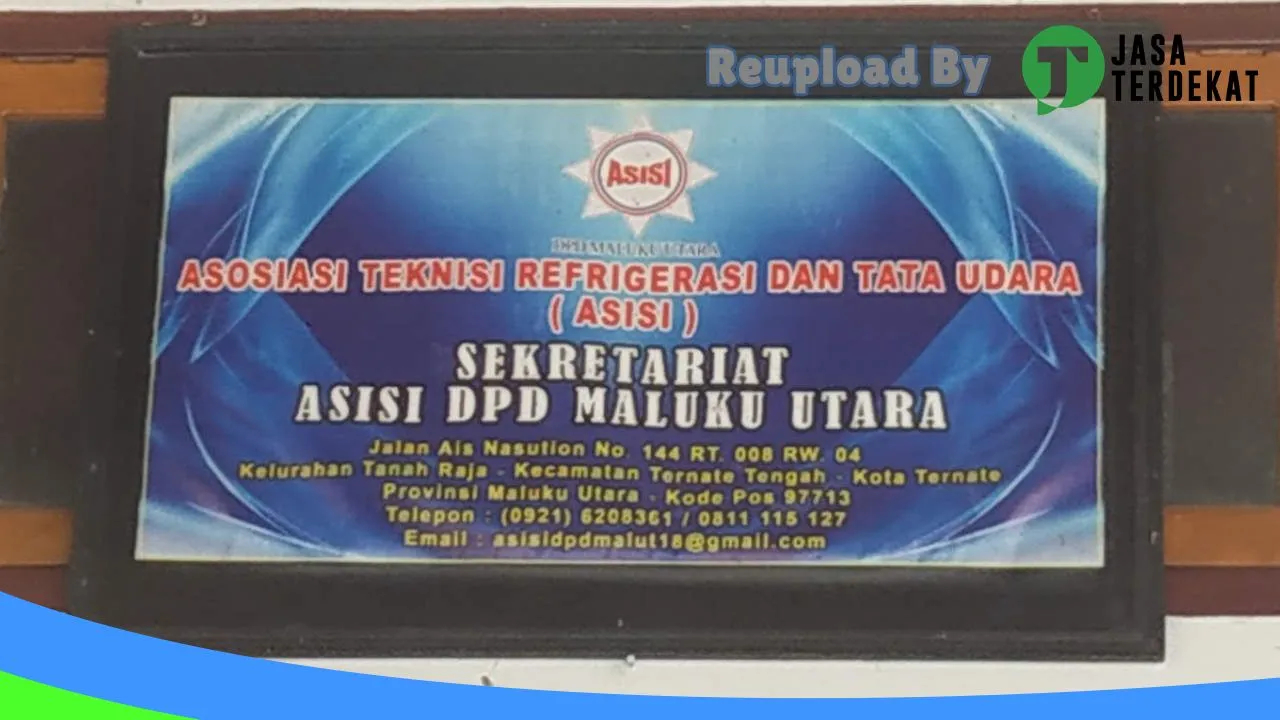 Reupload By
JASA
TERDEKAT
ASISI
DPD MALUKU UTARA
ASOSIASI TEKNISI REFRIGERASI DAN TATA UDARA
( ASISI )
SEKRETARIAT
ASISI DPD MALUKU UTARA
Jalan Ais Nasution No. 144 RT. 008 RW. 04
Kelurahan Tanah Raja - Kecamatan Ternate Tengah - Kota Ternate
Provinsi Maluku Utara - Kode Pos 97713
Telepon : (0921) 6208361 / 0811 115 127
Email : asisidpdmalut18@gmail.com